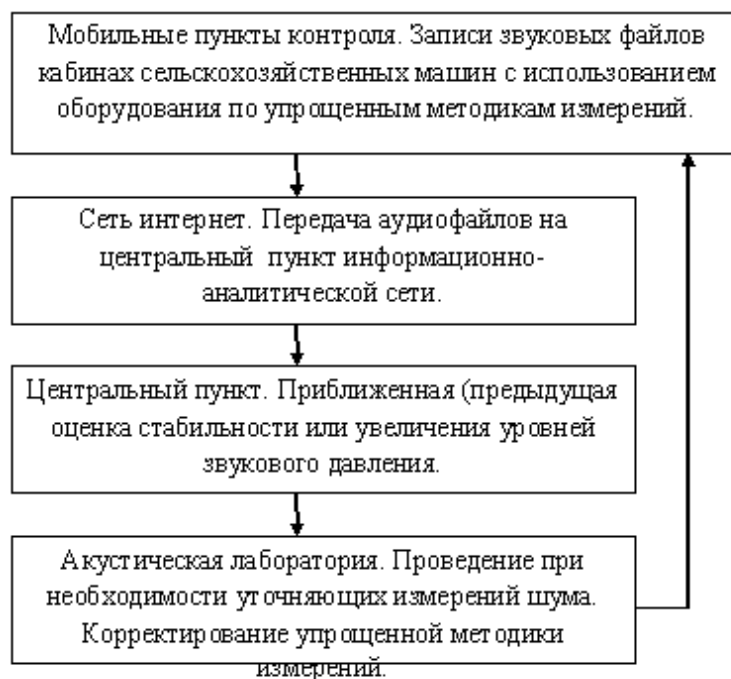 Мобильные пункты контроля. Записи звуковых файлов
кабинах сельскохозяйственных машин с использованием
оборудования по упрощенным методикам измерений.
Сеть интернет. Передача аудиофайлов на
центральный пункт информационно-
аналитической сети.
Центральный пункт. Приближенная (предыдущая
оценка стабильности или увеличения уровней
звукового давления.
Акустическая лаборатория. Проведение при
необходимости уточняющих измерений шума.
Корректирование упрощенной методики
измерений.